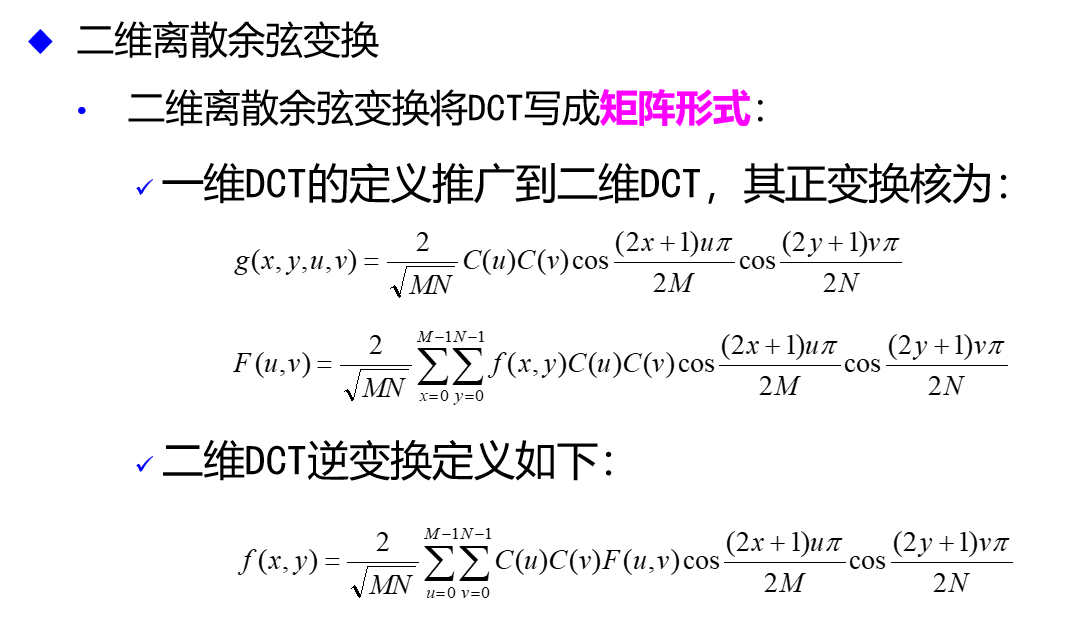 ◆ 二维离散余弦变换
• 二维离散余弦变换将DCT写成矩阵形式：
✓ 一维DCT的定义推广到二维DCT，其正变换核为：
g(x,y,u,v) = \frac{2}{\sqrt{MN}} C(u)C(v)\cos\frac{(2x+1)u\pi}{2M}\cos\frac{(2y+1)v\pi}{2N}
F(u,v) = \frac{2}{\sqrt{MN}} \sum_{x=0}^{M-1}\sum_{y=0}^{N-1} f(x,y)C(u)C(v)\cos\frac{(2x+1)u\pi}{2M}\cos\frac{(2y+1)v\pi}{2N}
✓ 二维DCT逆变换定义如下：
f(x,y) = \frac{2}{\sqrt{MN}} \sum_{u=0}^{M-1}\sum_{v=0}^{N-1} C(u)C(v)F(u,v)\cos\frac{(2x+1)u\pi}{2M}\cos\frac{(2y+1)v\pi}{2N}